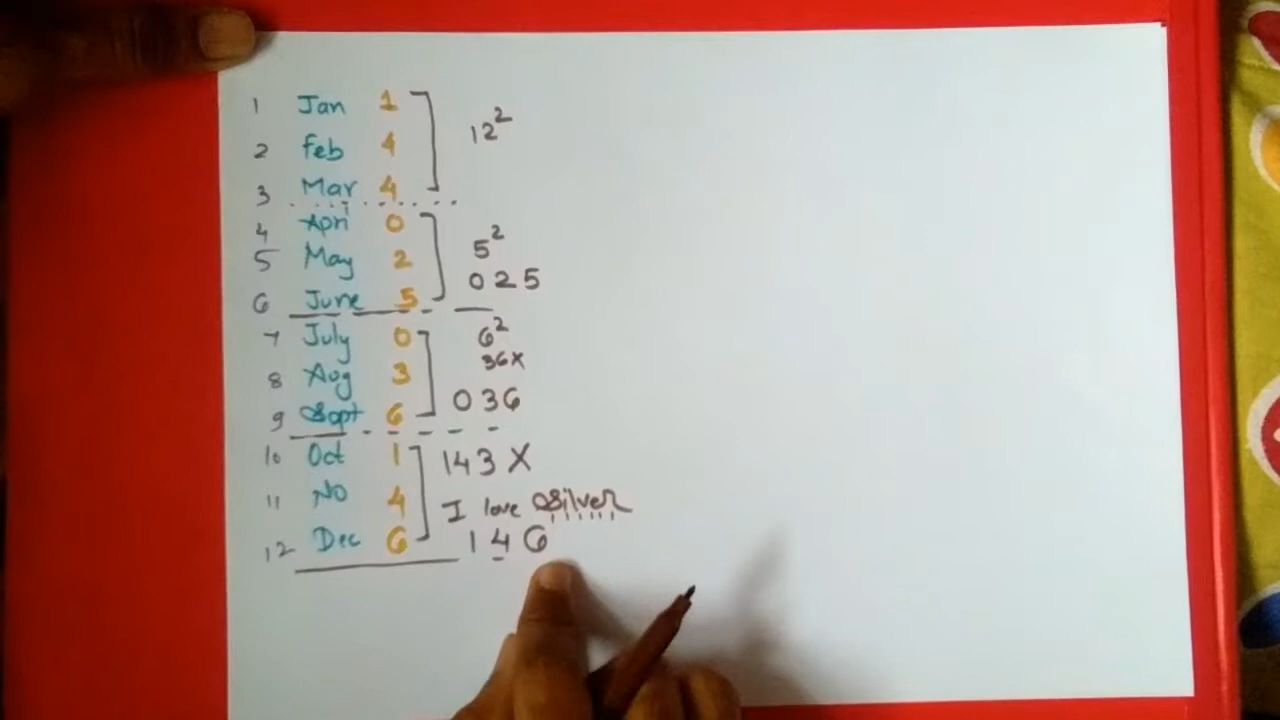 1 Jan 1
2 Feb 4 12²
3 Mar 4
4 Apri 0
5 May 2 5²
025
6 June 5
7 July 0 6²
36X
8 Aug 3
9 Sept 6 036
10 Oct 1 143 X
11 No 4 I love Silver
12 Dec 6 146